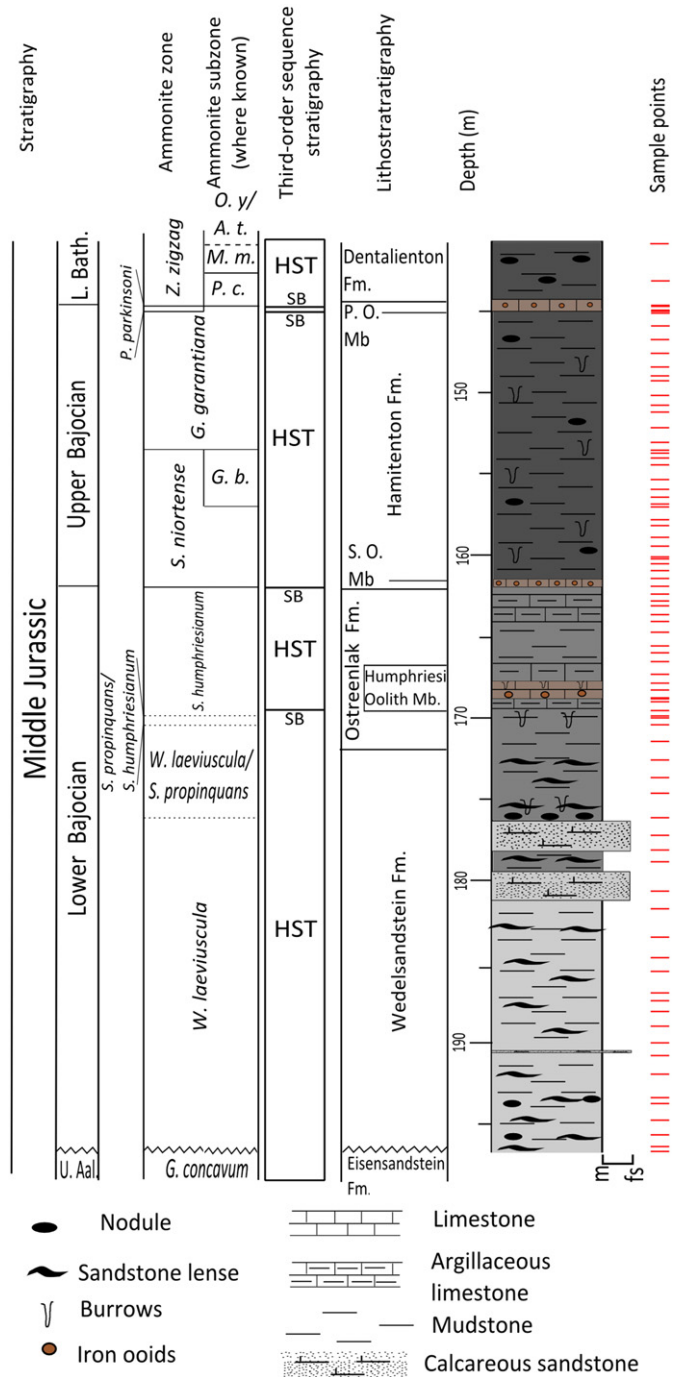 Stratigraphy
Ammonite zone
Ammonite subzone
(where known)
Third-order sequence
stratigraphy
Lithostratratigraphy
Depth (m)
Sample points
Middle Jurassic
L. Bath.
Upper Bajocian
Lower Bajocian
U. Aal.
P. parkinsoni
S. propinquans/
S. humphriesianum
Z. zigzag
G. garantiana
S. niortense
S. humphriesianum
W. laeviuscula/
S. propinquans
W. laeviuscula
G. concavum
O. y/
A. t.
M. m.
P. c.
G. b.
HST
SB
SB
HST
SB
HST
SB
HST
Dentalienton
Fm.
P. O.
Mb
Hamitenton Fm.
S. O.
Mb
Ostreenlak Fm.
Humphriesi
Oolith Mb.
Wedelsandstein Fm.
Eisensandstein
Fm.
150
160
170
180
190
m
fs
Nodule
Sandstone lense
Burrows
Iron ooids
Limestone
Argillaceous
limestone
Mudstone
Calcareous sandstone